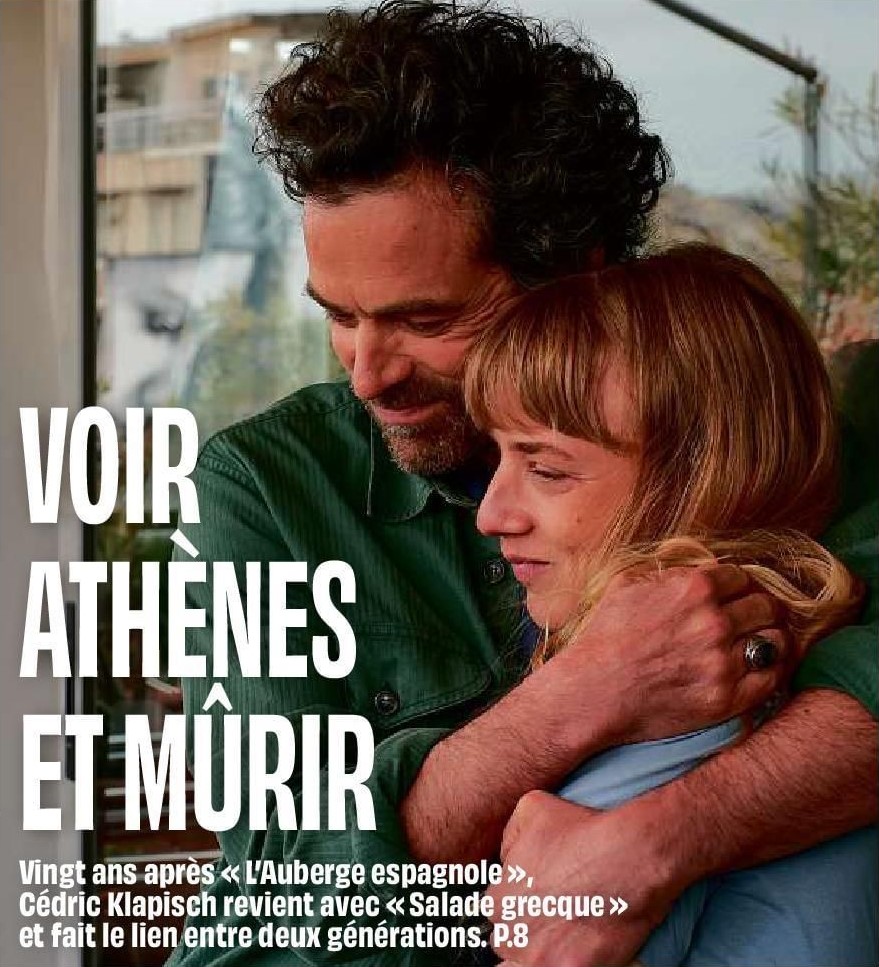 VOIR
ATHÈNES
ET MÛRIR
Vingt ans après « L’Auberge espagnole »,
Cédric Klapisch revient avec « Salade grecque »
et fait le lien entre deux générations. P.8